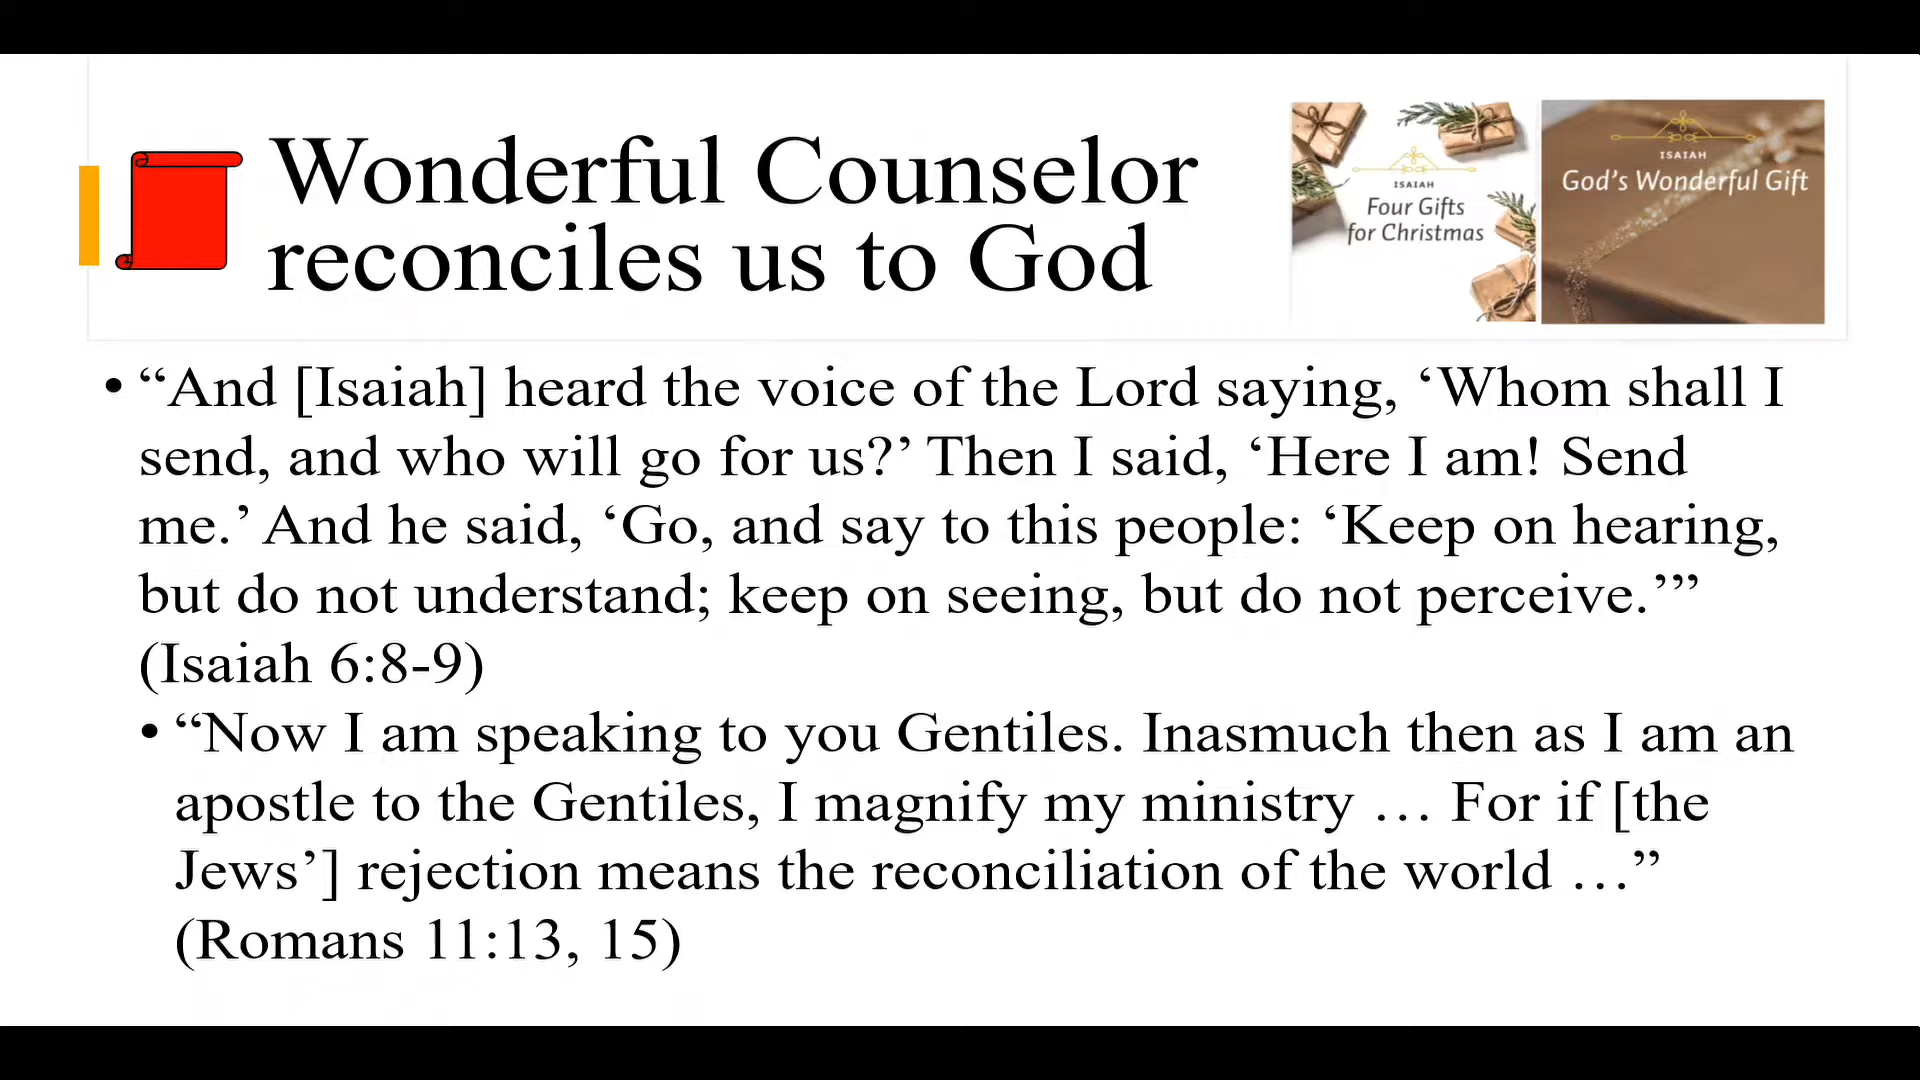 Wonderful Counselor
reconciles us to God
ISAIAH
Four Gifts
for Christmas
ISAIAH
God's Wonderful Gift
• “And [Isaiah] heard the voice of the Lord saying, ‘Whom shall I
send, and who will go for us?’ Then I said, ‘Here I am! Send
me.’ And he said, ‘Go, and say to this people: ‘Keep on hearing,
but do not understand; keep on seeing, but do not perceive.’”’
(Isaiah 6:8-9)
• “Now I am speaking to you Gentiles. Inasmuch then as I am an
apostle to the Gentiles, I magnify my ministry … For if [the
Jews’] rejection means the reconciliation of the world …”
(Romans 11:13, 15)